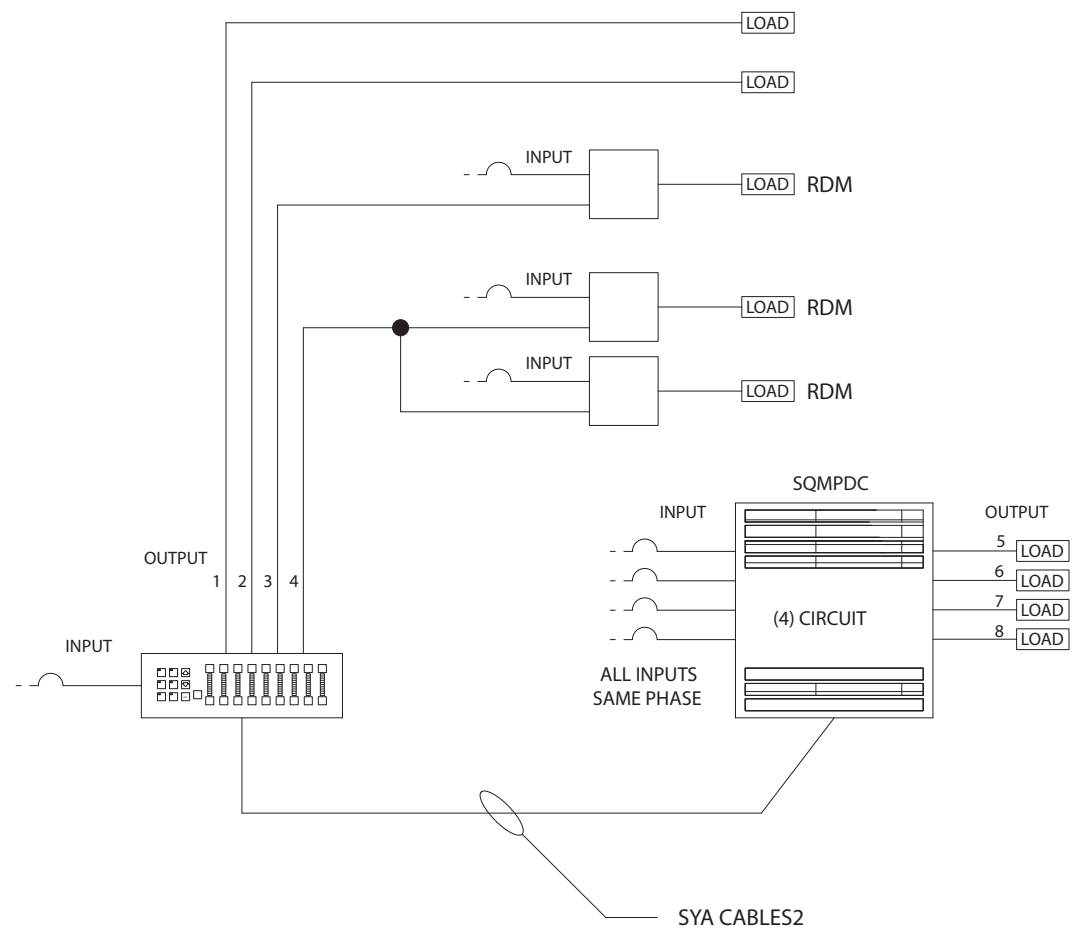 LOAD
LOAD
INPUT
LOAD RDM
INPUT
LOAD RDM
INPUT
LOAD RDM
SQMPDC
INPUT
OUTPUT
5 LOAD
6 LOAD
7 LOAD
8 LOAD
(4) CIRCUIT
ALL INPUTS
SAME PHASE
OUTPUT
1 2 3 4
INPUT
SYA CABLES2